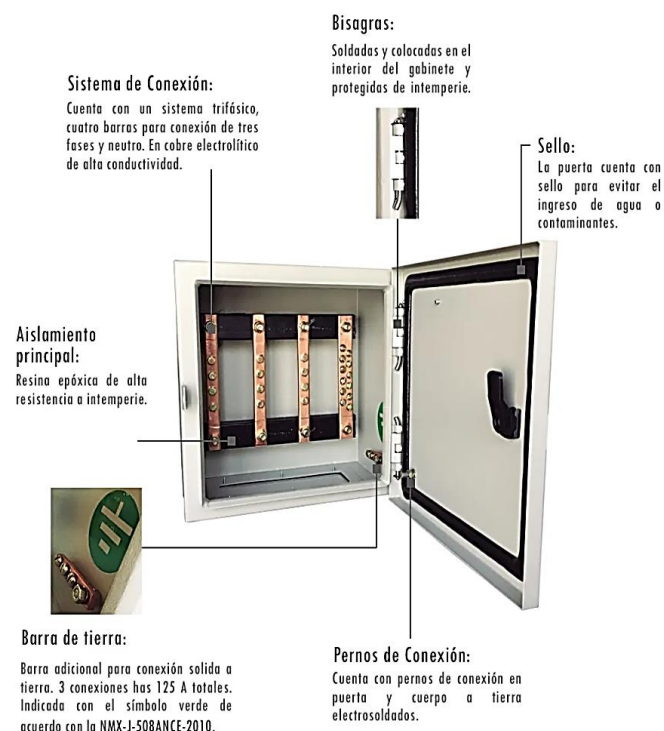 Bisagras:
Soldadas y colocadas en el
interior del gabinete y
protegidas de intemperie.
Sistema de Conexión:
Cuenta con un sistema trifásico,
cuatro barras para conexión de tres
fases y neutro. En cobre electrolítico
de alta conductividad.
Sello:
La puerta cuenta con
sello para evitar el
ingreso de agua o
contaminantes.
Aislamiento
principal:
Resina epóxica de alta
resistencia a intemperie.
Barra de tierra:
Barra adicional para conexión solida a
tierra. 3 conexiones has 125 A totales.
Indicada con el símbolo verde de
acuerdo con la NMX-J-508ANCE-2010.
Pernos de Conexión:
Cuenta con pernos de conexión en
puerta y cuerpo a tierra
electrosoldados.